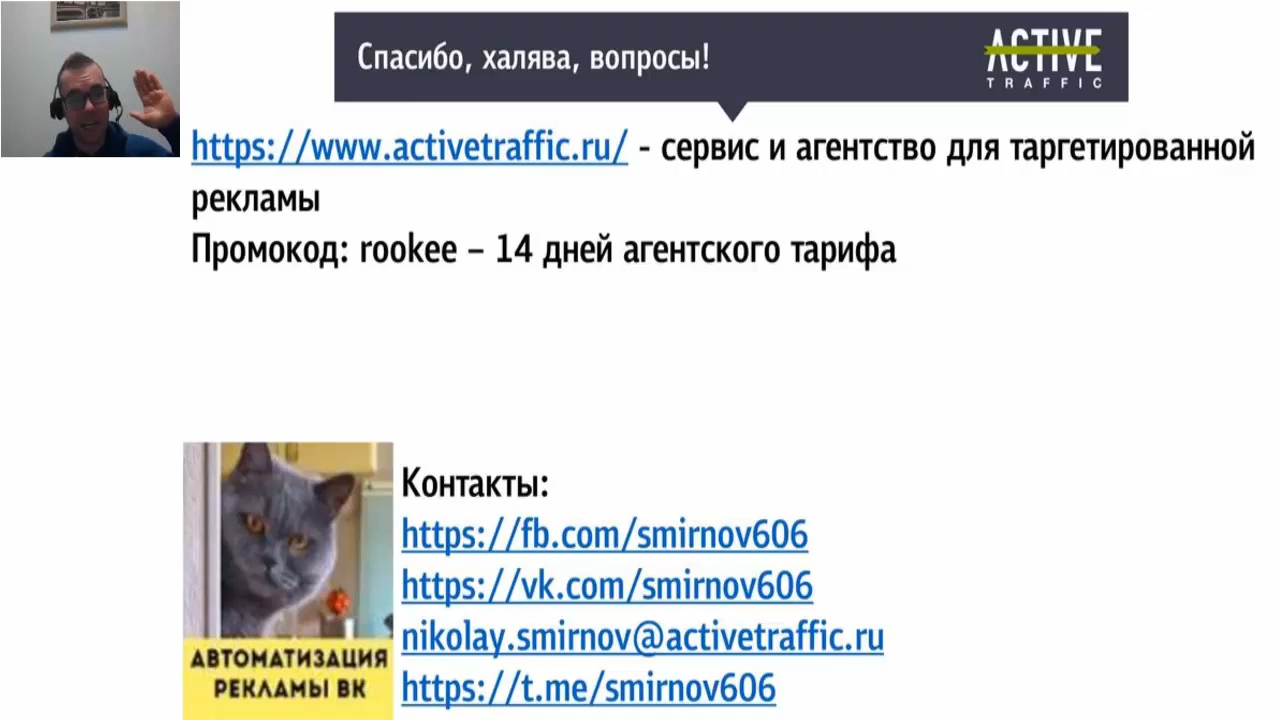 Спасибо, халява, вопросы!
ACTIVE
TRAFFIC
https://www.activetraffic.ru/ - сервис и агентство для таргетированной
рекламы
Промокод: rookee – 14 дней агентского тарифа
Контакты:
https://fb.com/smirnov606
https://vk.com/smirnov606
nikolay.smirnov@activetraffic.ru
https://t.me/smirnov606
АВТОМАТИЗАЦИЯ
РЕКЛАМЫ ВК